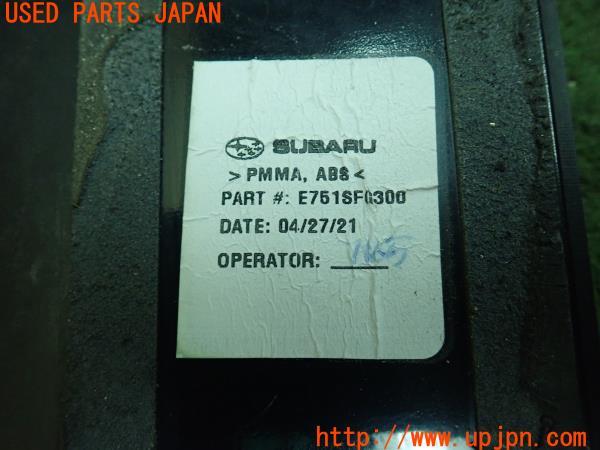 USED PARTS JAPAN
SUBARU
>PMMA, ABS<
PART #: E751SFG300
DATE: 04/27/21
OPERATOR:
http://www.upjpn.com